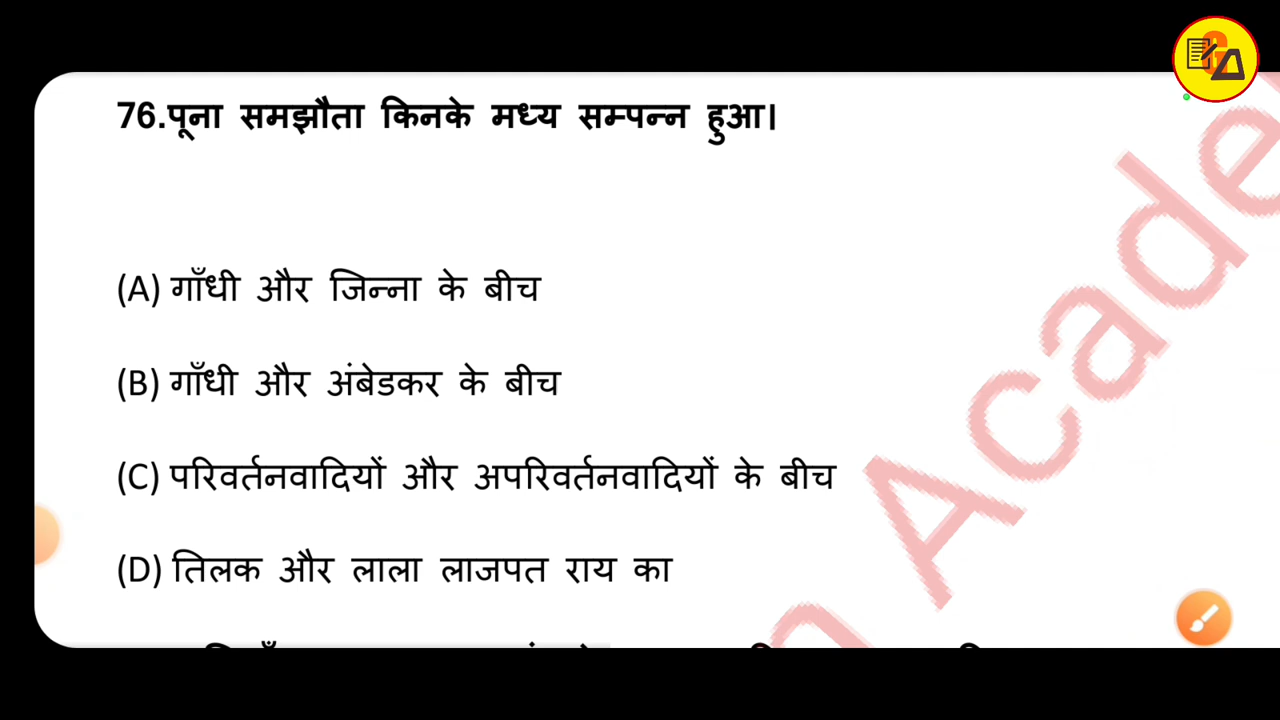 76.पूना समझौता किनके मध्य सम्पन्न हुआ।
(A) गाँधी और जिन्ना के बीच
(B) गाँधी और अंबेडकर के बीच
(C) परिवर्तनवादियों और अपरिवर्तनवादियों के बीच
(D) तिलक और लाला लाजपत राय का
n Acade